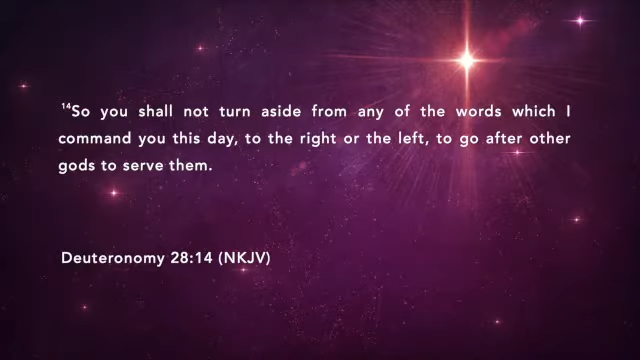 ¹⁴So you shall not turn aside from any of the words which I
command you this day, to the right or the left, to go after other
gods to serve them.
Deuteronomy 28:14 (NKJV)